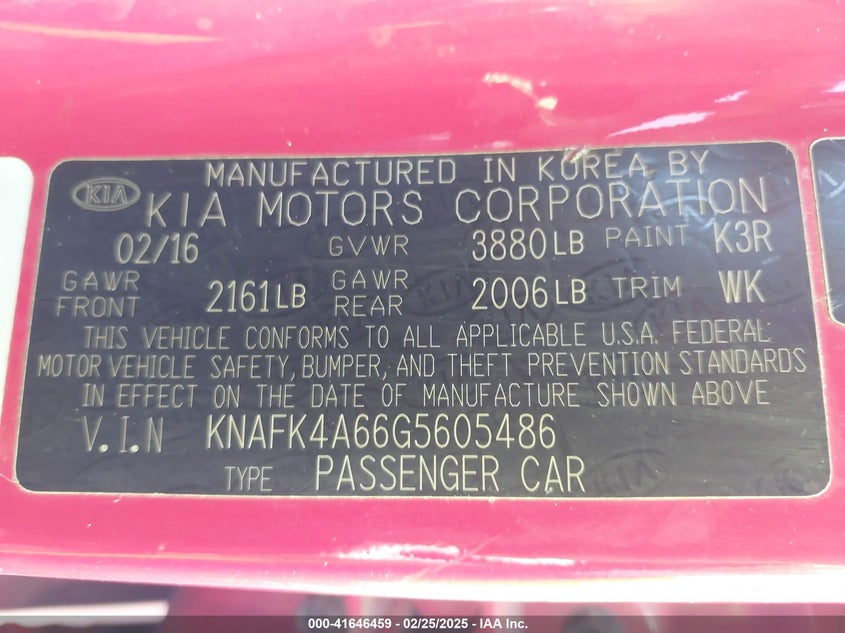 MANUFACTURED IN KOREA BY
KIA
KIA MOTORS CORPORATION
02/16 GVWR 3880 LB PAINT K3R
GAWR FRONT 2161 LB GAWR REAR 2006 LB TRIM WK
THIS VEHICLE CONFORMS TO ALL APPLICABLE U.S.A. FEDERAL
MOTOR VEHICLE SAFETY, BUMPER, AND THEFT PREVENTION STANDARDS
IN EFFECT ON THE DATE OF MANUFACTURE SHOWN ABOVE
V.I.N KNAFK4A66G5605486
TYPE PASSENGER CAR
000-41646459 - 02/25/2025 - IAA Inc.